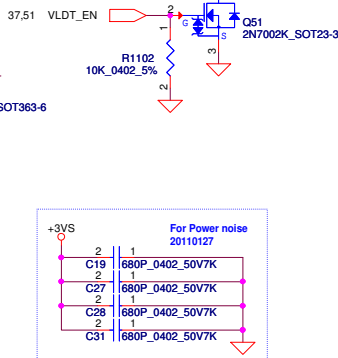 37,51 VLDT_EN
2
G
Q51
2N7002K_SOT23-3
1
S
3
R1102
10K_0402_5%
2
SOT363-6
For Power noise
20110127
+3VS
2 1
C19 680P_0402_50V7K
2 1
C27 680P_0402_50V7K
2 1
C28 680P_0402_50V7K
2 1
C31 680P_0402_50V7K